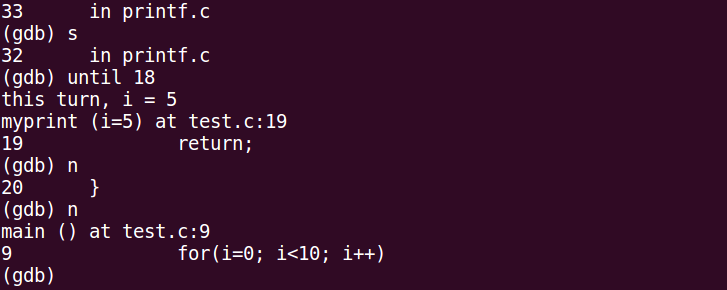 33      in printf.c
(gdb) s
32      in printf.c
(gdb) until 18
this turn, i = 5
myprint (i=5) at test.c:19
19              return;
(gdb) n
20      }
(gdb) n
main () at test.c:9
9               for(i=0; i<10; i++)
(gdb)